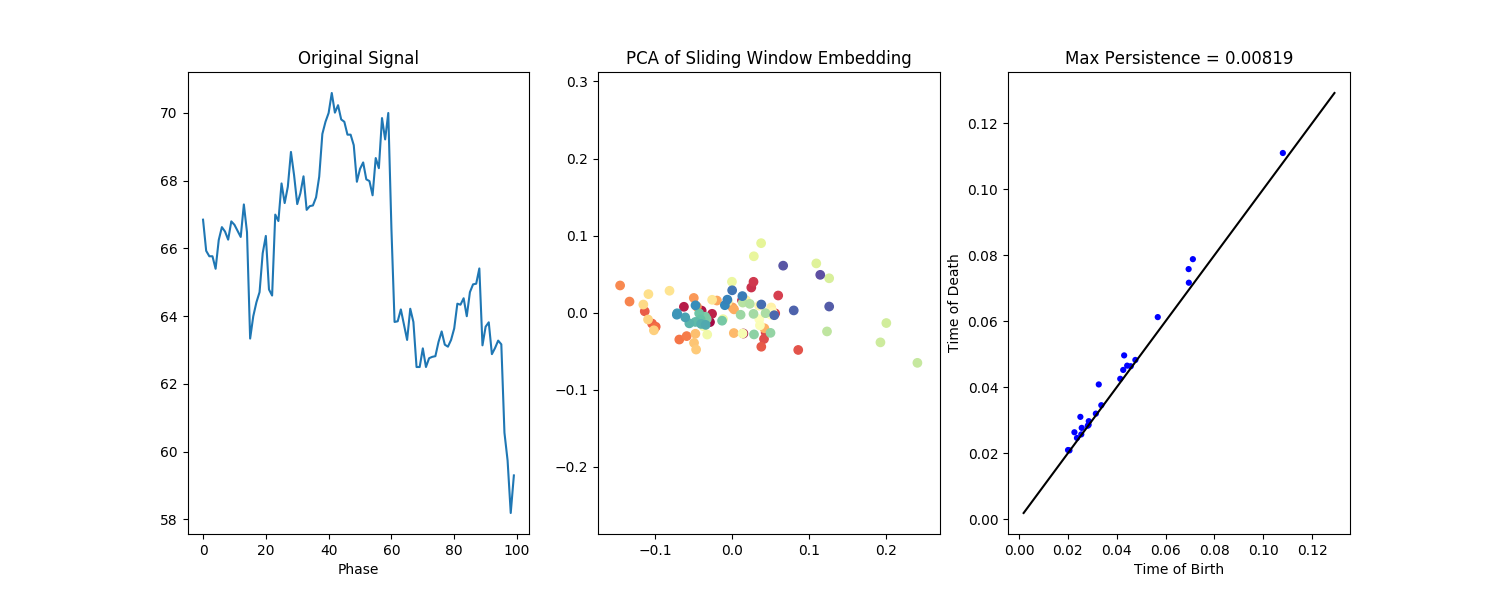 Original Signal
70
68
66
64
62
60
58
0 20 40 60 80 100
Phase
PCA of Sliding Window Embedding
0.3
0.2
0.1
0.0
−0.1
−0.2
−0.1 0.0 0.1 0.2
Max Persistence = 0.00819
Time of Death
0.12
0.10
0.08
0.06
0.04
0.02
0.00
0.00 0.02 0.04 0.06 0.08 0.10 0.12
Time of Birth